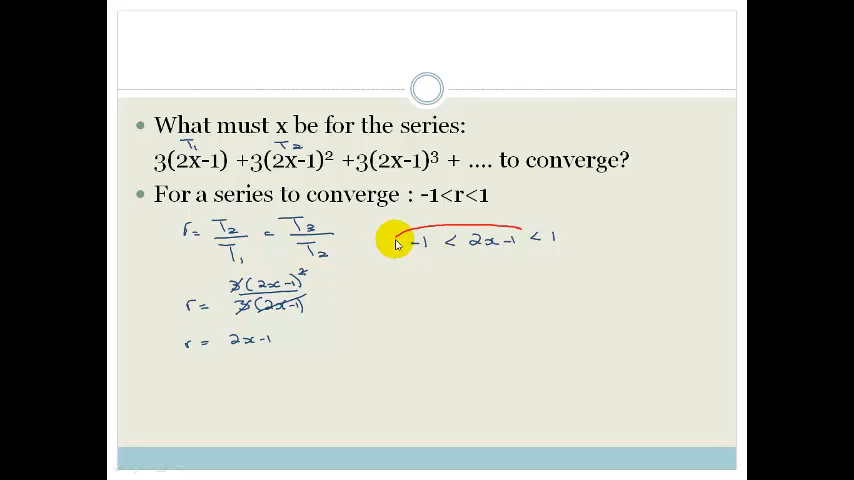 What must x be for the series:
T₁ T₂
3(2x-1) +3(2x-1)² +3(2x-1)³ + .... to converge?
For a series to converge : -1<r<1
r = T₂/T₁ = T₃/T₂
-1 < 2x-1 < 1
r = 3(2x-1)²/3(2x-1)
r = 2x-1